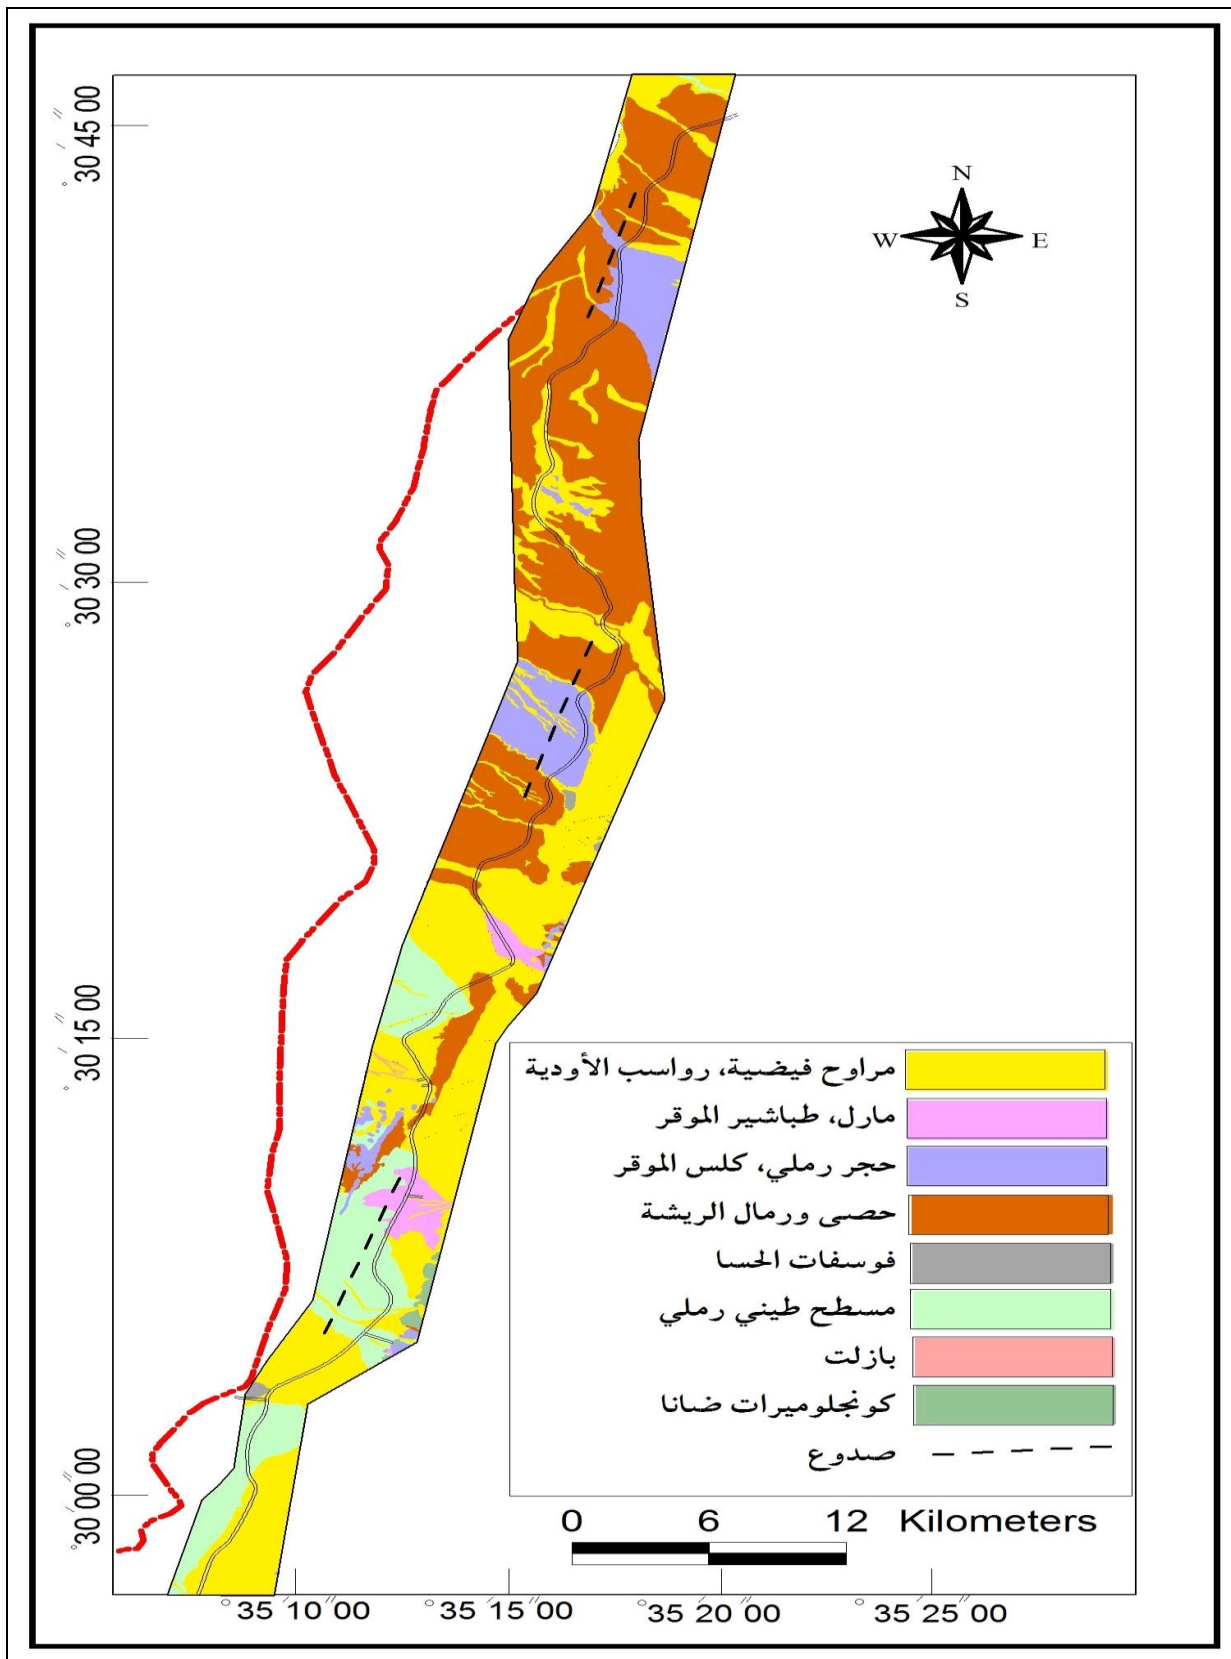 30 45 00
30 30 00
30 15 00
30 00 00
N
W E
S
مراوح فيضية، رواسب الأودية
مارل، طباشير الموقر
حجر رملي، كلس الموقر
حصى ورمال الريشة
فوسفات الحسا
مسطح طيني رملي
بازلت
كونجلوميرات ضانا
صدوع
0 6 12 Kilometers
35° 10′ 00″ 35° 15′ 00″ 35° 20′ 00″ 35° 25′ 00″